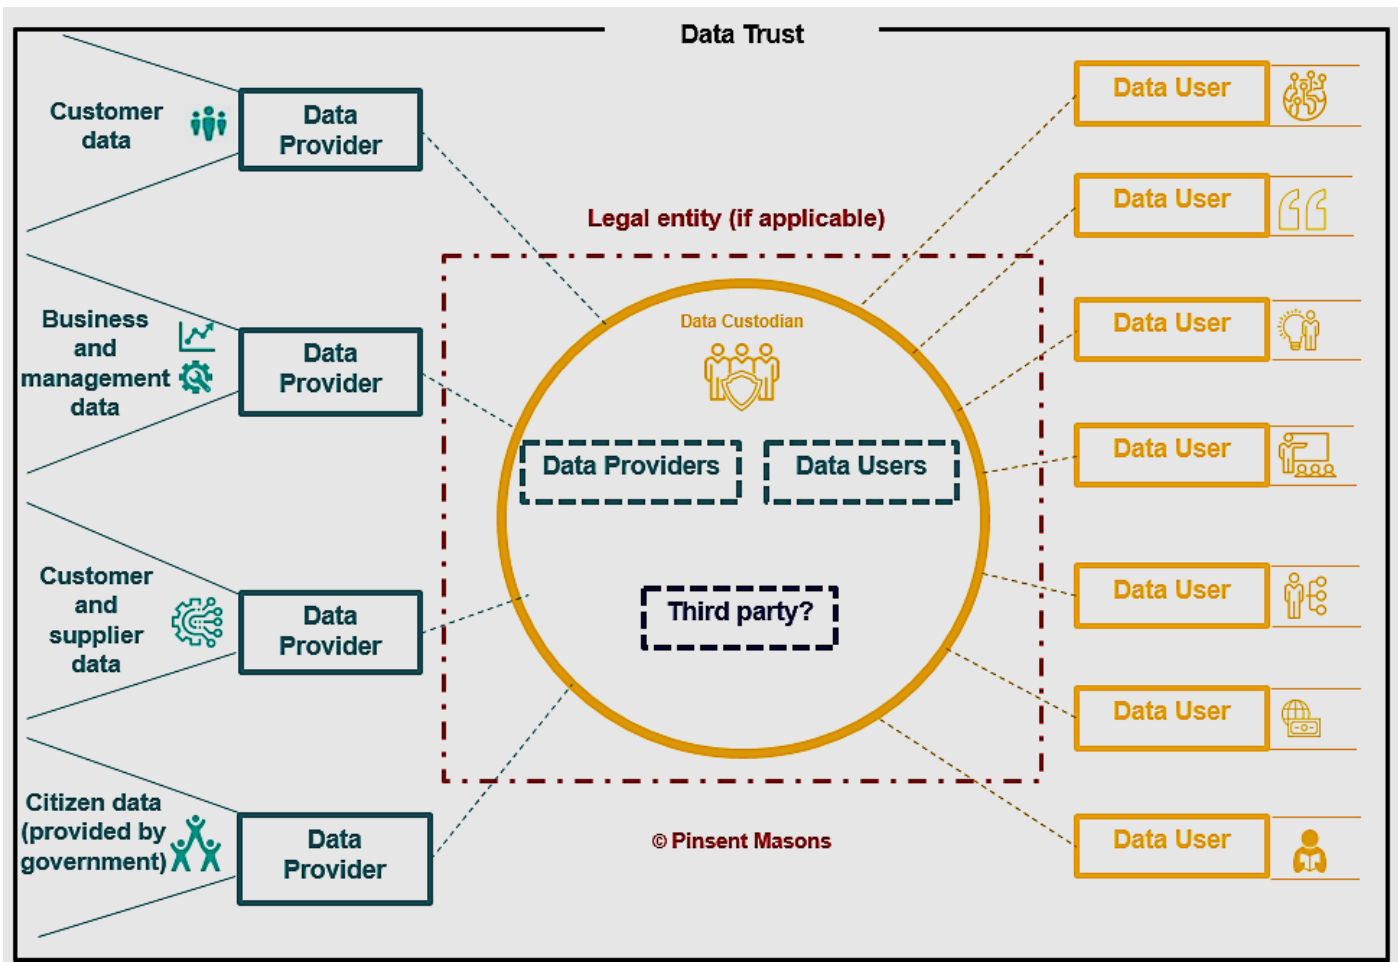 Data Trust
Customer
data
Data
Provider
Business
and
management
data
Data
Provider
Customer
and
supplier
data
Data
Provider
Citizen data
(provided by
government)
Data
Provider
Legal entity (if applicable)
Data Custodian
Data Providers
Data Users
Third party?
© Pinsent Masons
Data User
Data User
Data User
Data User
Data User
Data User
Data User